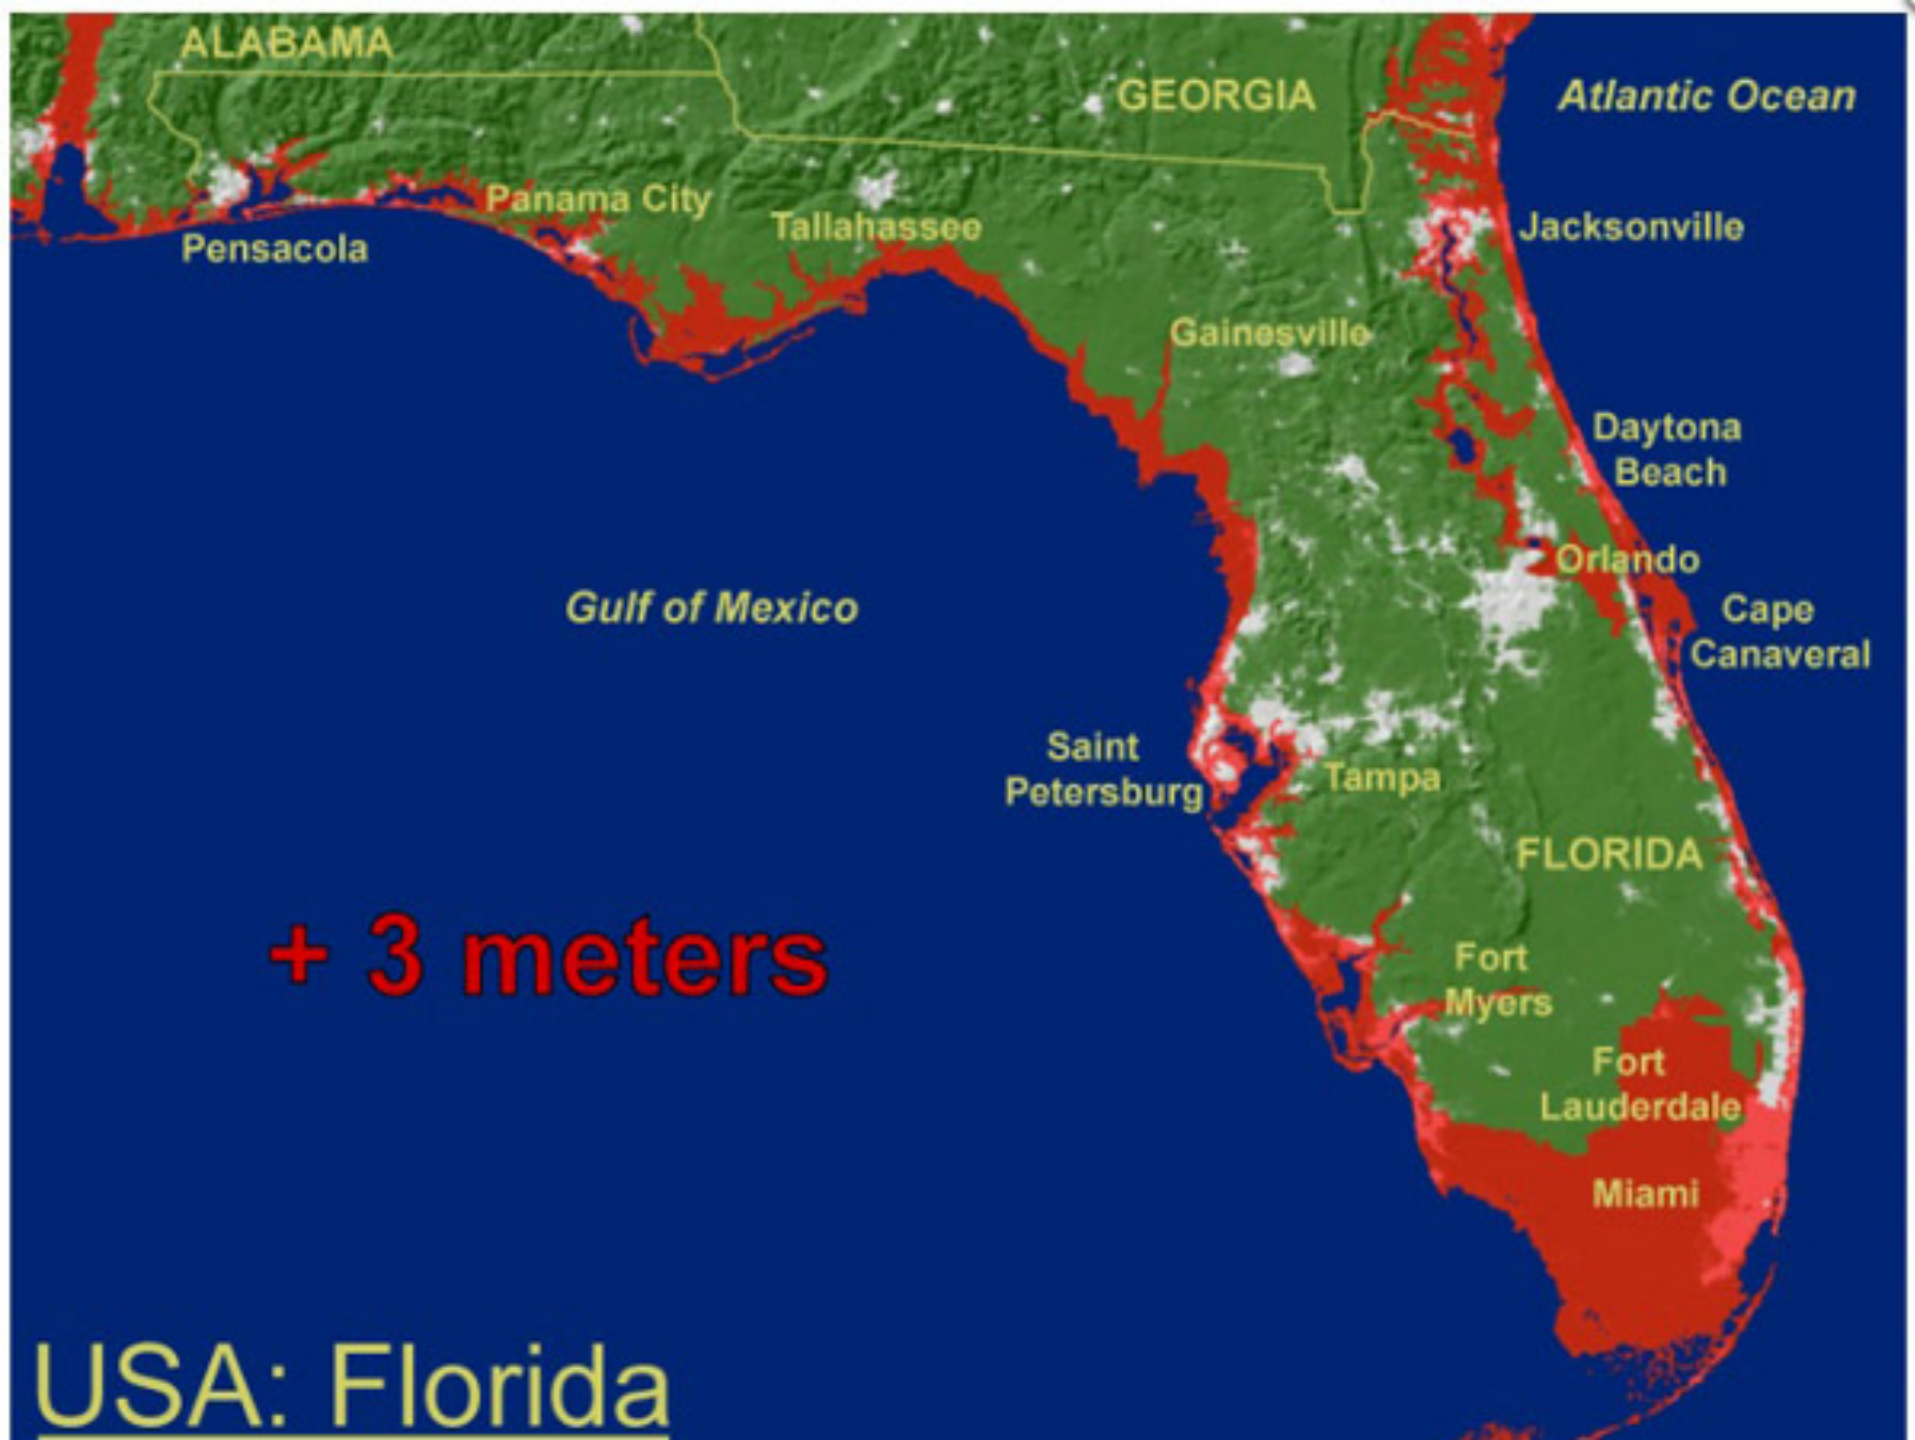 ALABAMA
GEORGIA
Atlantic Ocean
Panama City
Tallahassee
Jacksonville
Pensacola
Gainesville
Daytona
Beach
Orlando
Gulf of Mexico
Cape
Canaveral
Saint
Petersburg
Tampa
FLORIDA
+ 3 meters
Fort
Myers
Fort
Lauderdale
Miami
USA: Florida